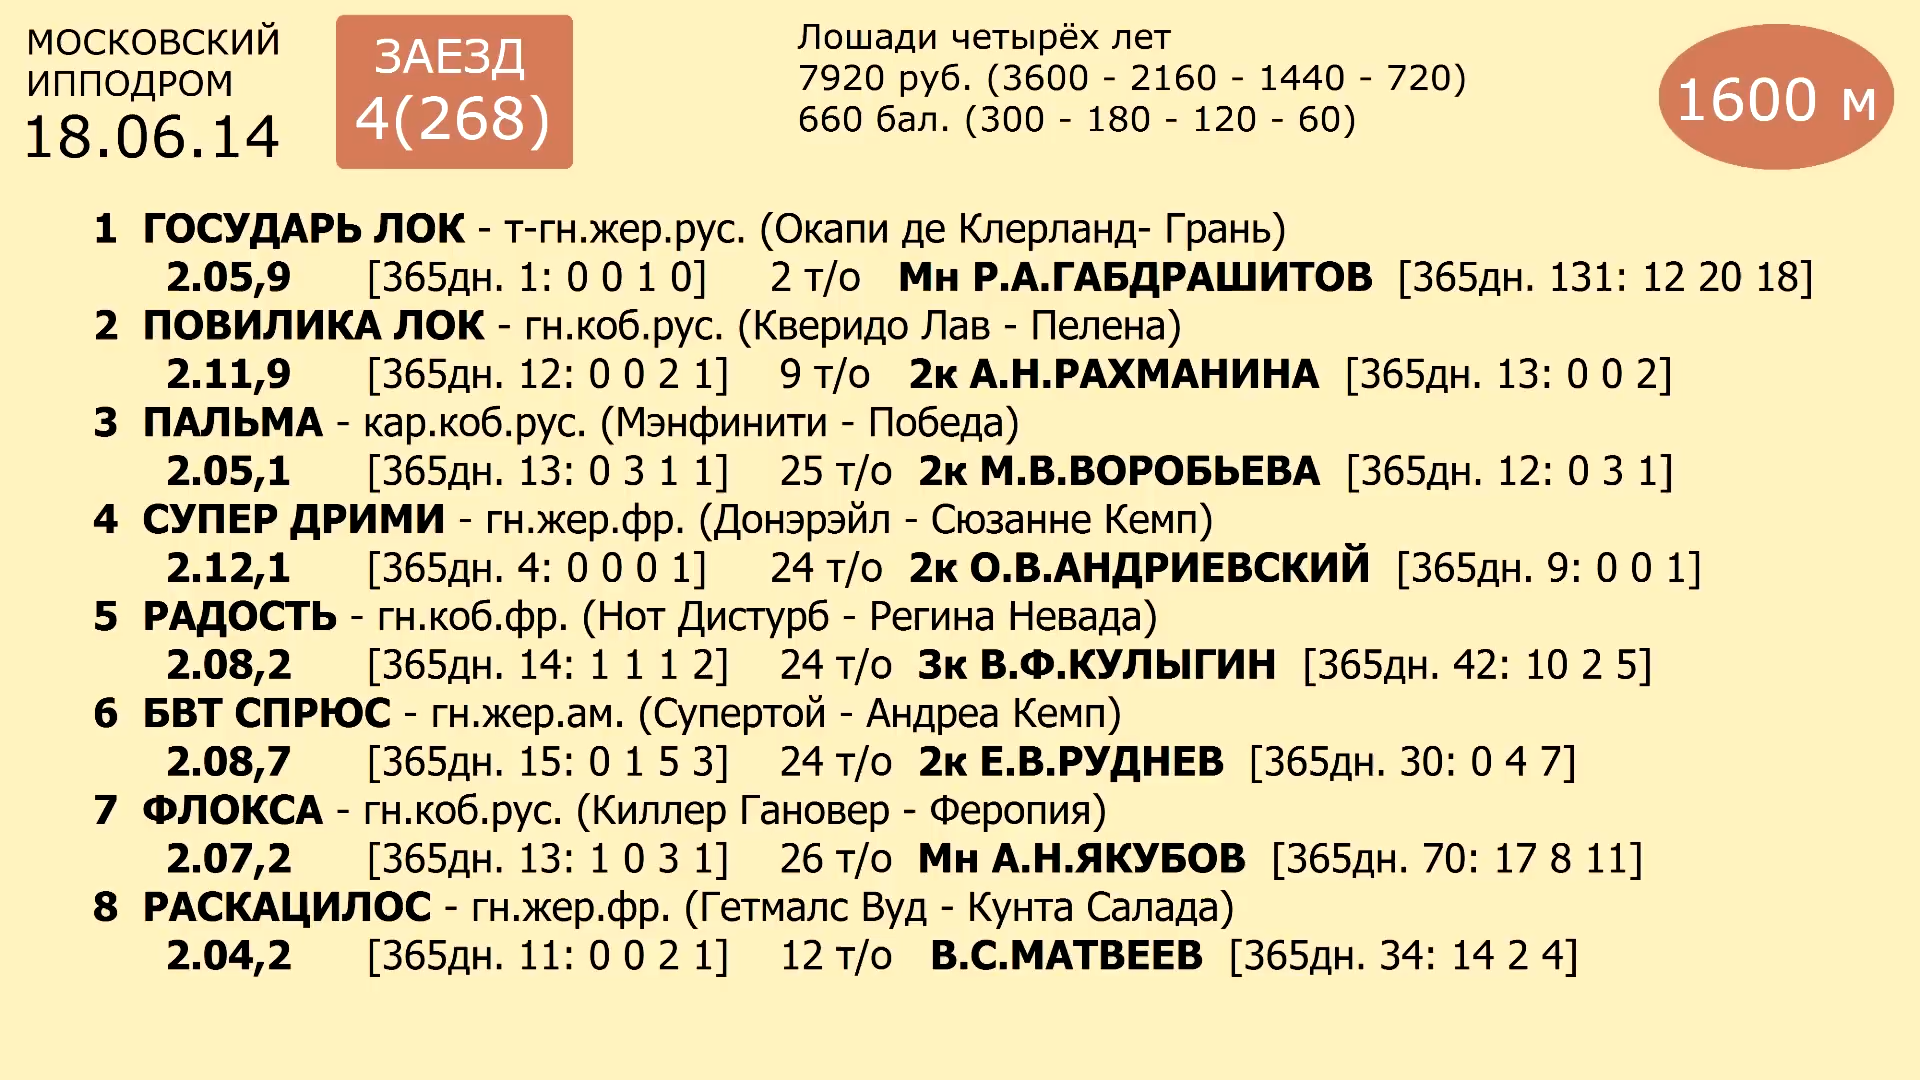 МОСКОВСКИЙ
ИППОДРОМ
18.06.14
ЗАЕЗД
4(268)
Лошади четырёх лет
7920 руб. (3600 - 2160 - 1440 - 720)
660 бал. (300 - 180 - 120 - 60)
1600 м
1 ГОСУДАРЬ ЛОК - т-гн.жер.рус. (Окапи де Клерланд- Грань)
2.05,9 [365дн. 1: 0 0 1 0] 2 т/о Мн Р.А.ГАБДРАШИТОВ [365дн. 131: 12 20 18]
2 ПОВИЛИКА ЛОК - гн.коб.рус. (Кверидо Лав - Пелена)
2.11,9 [365дн. 12: 0 0 2 1] 9 т/о 2к А.Н.РАХМАНИНА [365дн. 13: 0 0 2]
3 ПАЛЬМА - кар.коб.рус. (Мэнфинити - Победа)
2.05,1 [365дн. 13: 0 3 1 1] 25 т/о 2к М.В.ВОРОБЬЕВА [365дн. 12: 0 3 1]
4 СУПЕР ДРИМИ - гн.жер.фр. (Донэрэйл - Сюзанне Кемп)
2.12,1 [365дн. 4: 0 0 0 1] 24 т/о 2к О.В.АНДРИЕВСКИЙ [365дн. 9: 0 0 1]
5 РАДОСТЬ - гн.коб.фр. (Нот Дистурб - Регина Невада)
2.08,2 [365дн. 14: 1 1 1 2] 24 т/о 3к В.Ф.КУЛЫГИН [365дн. 42: 10 2 5]
6 БВТ СПРЮС - гн.жер.ам. (Супертой - Андреа Кемп)
2.08,7 [365дн. 15: 0 1 5 3] 24 т/о 2к Е.В.РУДНЕВ [365дн. 30: 0 4 7]
7 ФЛОКСА - гн.коб.рус. (Киллер Гановер - Феропия)
2.07,2 [365дн. 13: 1 0 3 1] 26 т/о Мн А.Н.ЯКУБОВ [365дн. 70: 17 8 11]
8 РАСКАЦИЛОС - гн.жер.фр. (Гетмалс Вуд - Кунта Салада)
2.04,2 [365дн. 11: 0 0 2 1] 12 т/о В.С.МАТВЕЕВ [365дн. 34: 14 2 4]